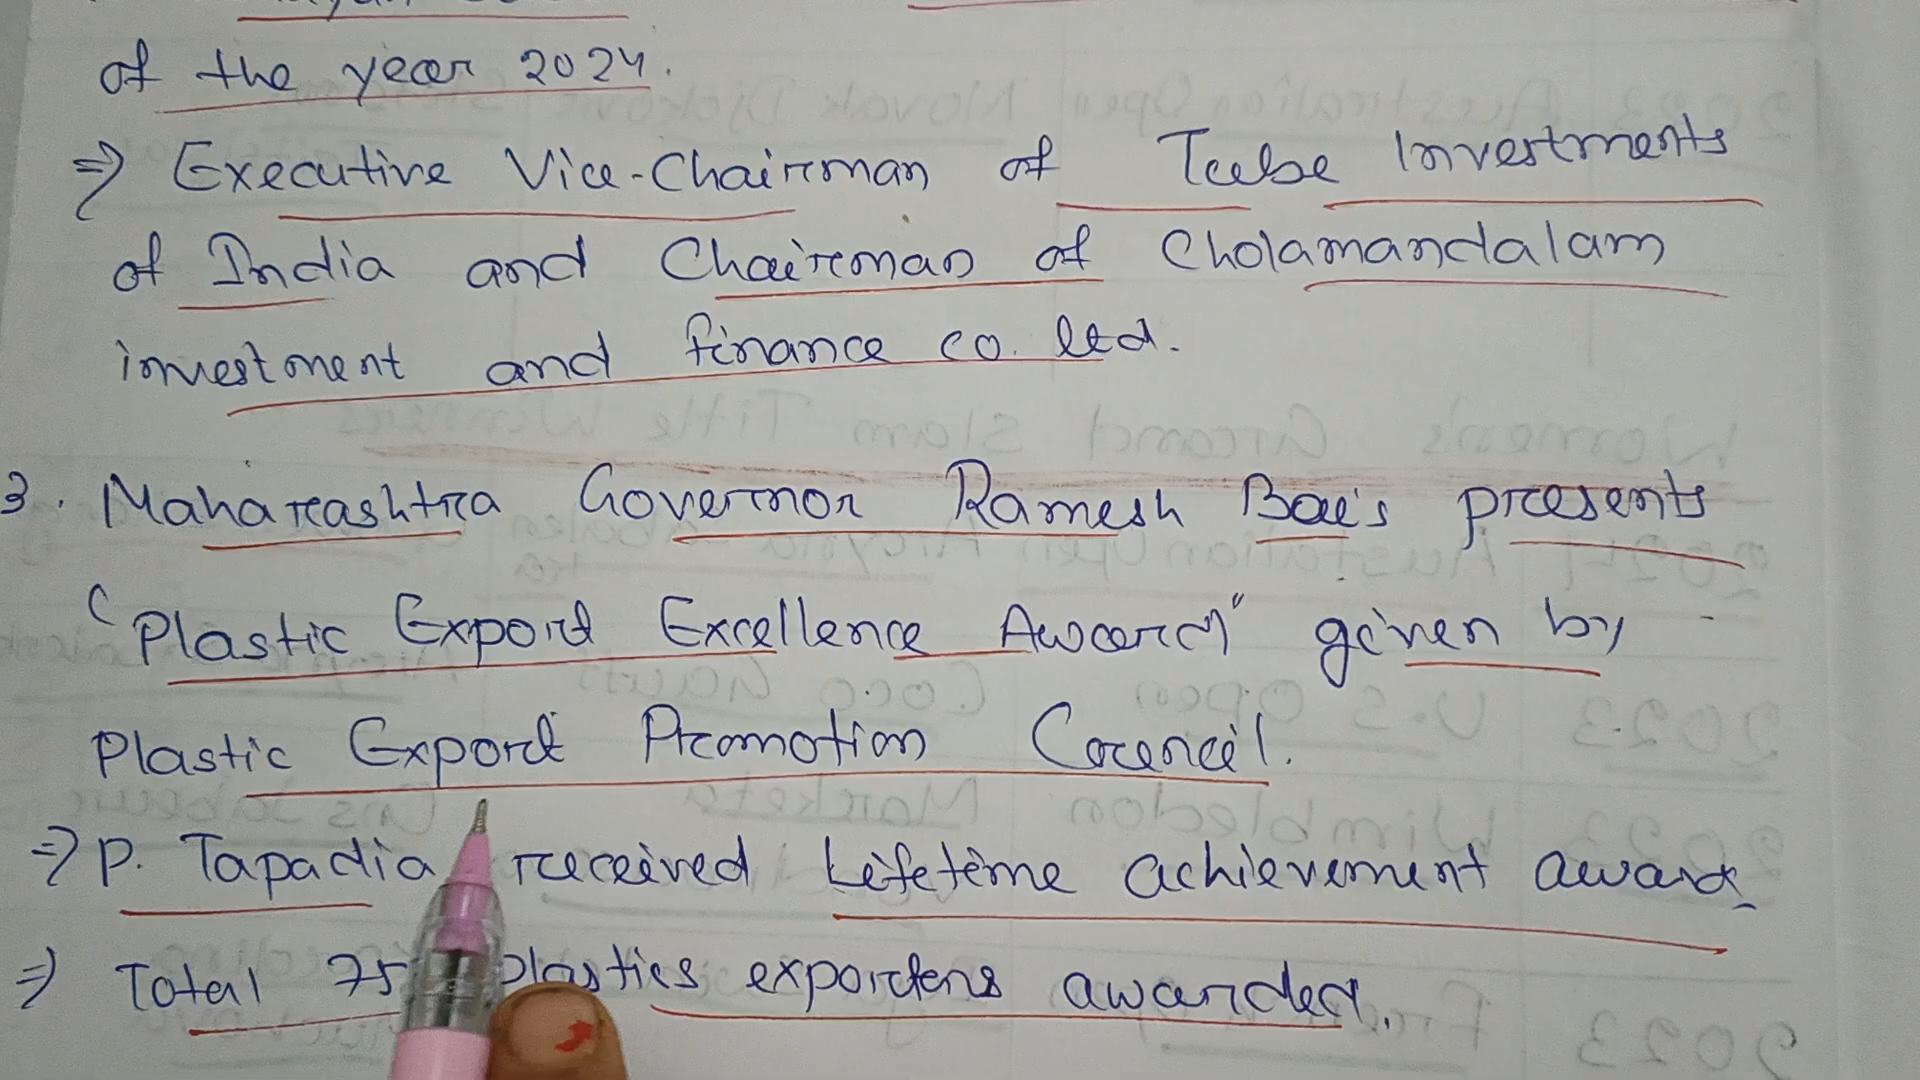 of the year 2024.
⇒ Executive Vice-Chairman of Tube Investments
of India and Chairman of Cholamandalam
investment and finance co. ltd.
3. Maharashtra Governor Ramesh Bae's presents
"Plastic Export Excellence Award" given by
Plastic Export Promotion Council.
⇒ P. Tapadia received Lifetime achievement award
⇒ Total 75 plastics exporters awarded.